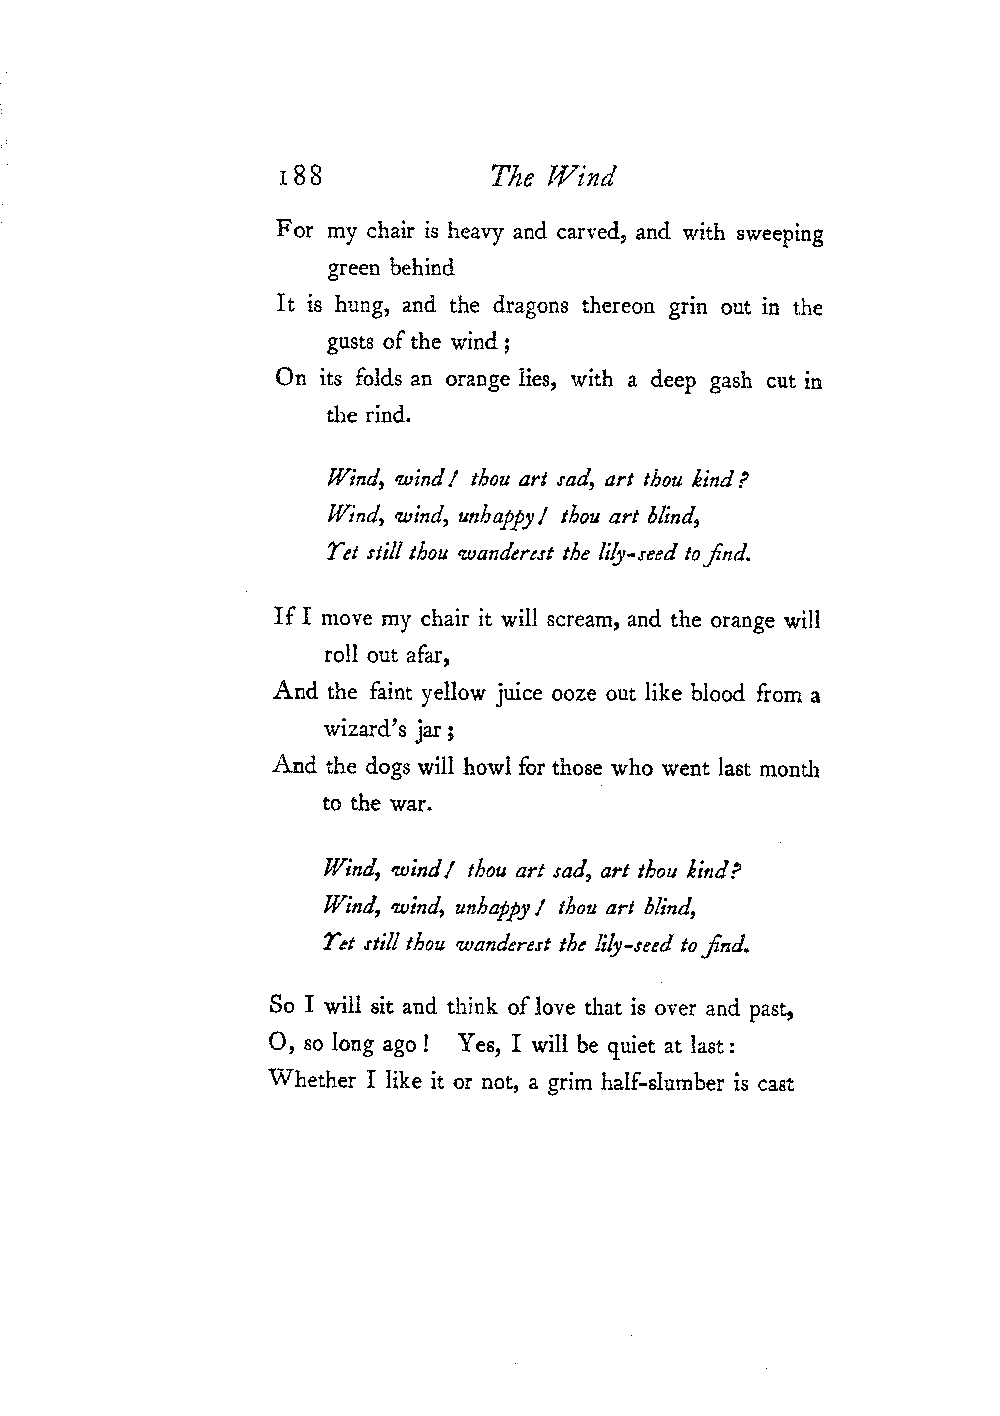 188 The Wind
For my chair is heavy and carved, and with sweeping
green behind
It is hung, and the dragons thereon grin out in the
gusts of the wind;
On its folds an orange lies, with a deep gash cut in
the rind.
Wind, wind! thou art sad, art thou kind?
Wind, wind, unhappy! thou art blind,
Yet still thou wanderest the lily-seed to find.
If I move my chair it will scream, and the orange will
roll out afar,
And the faint yellow juice ooze out like blood from a
wizard's jar;
And the dogs will howl for those who went last month
to the war.
Wind, wind! thou art sad, art thou kind?
Wind, wind, unhappy! thou art blind,
Yet still thou wanderest the lily-seed to find.
So I will sit and think of love that is over and past,
O, so long ago! Yes, I will be quiet at last:
Whether I like it or not, a grim half-slumber is cast